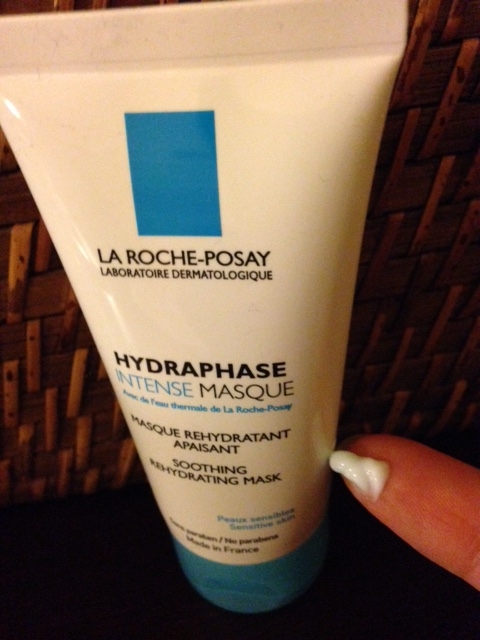 LA ROCHE-POSAY
LABORATOIRE DERMATOLOGIQUE
HYDRAPHASE
INTENSE MASQUE
Avec de l'eau thermale de La Roche-Posay
MASQUE REHYDRATANT
APAISANT
SOOTHING
REHYDRATING MASK
Peaux sensibles
Sensitive skin
Sans paraben / No parabens
Made in France